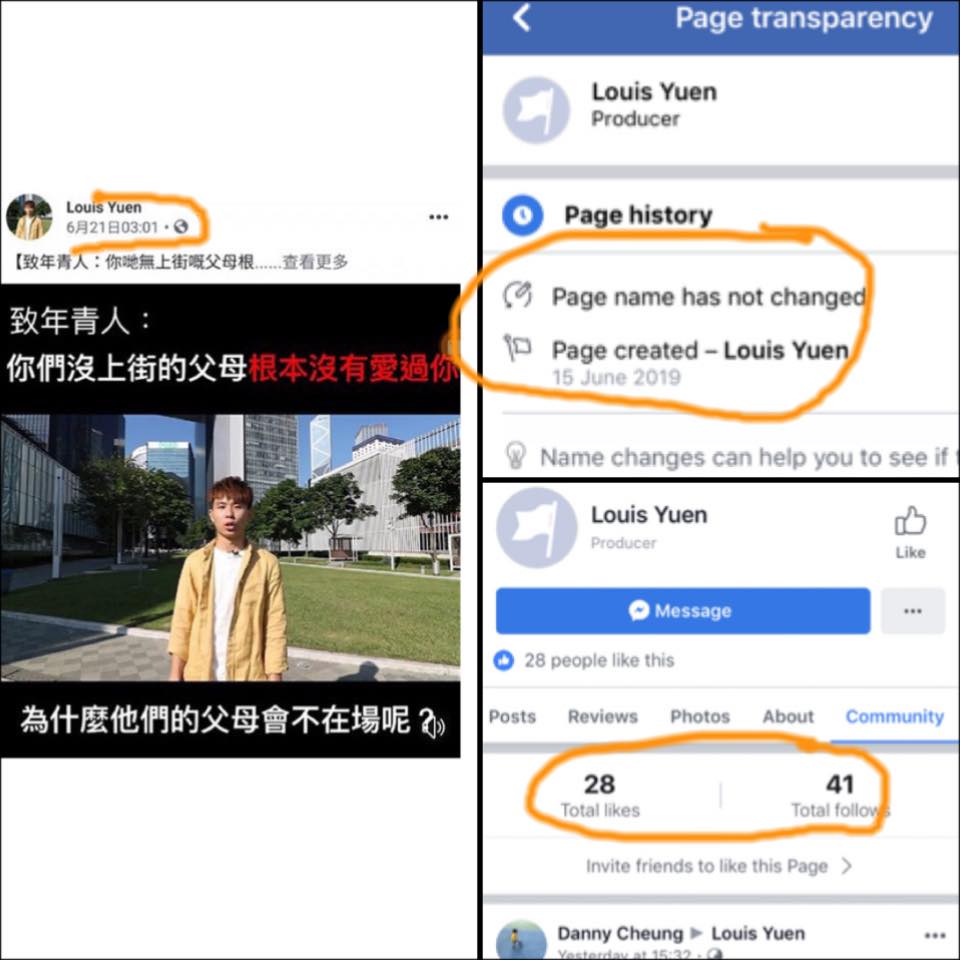 Louis Yuen
6月21日03:01 ·
【致年青人：你哋無上街嘅父母根......查看更多
致年青人：
你們沒上街的父母根本沒有愛過你
為什麼他們的父母會不在場呢？
Page transparency
Louis Yuen
Producer
Page history
Page name has not changed
Page created – Louis Yuen
15 June 2019
Name changes can help you to see if
Louis Yuen
Producer
Like
Message
28 people like this
Posts Reviews Photos About Community
28 41
Total likes Total follows
Invite friends to like this Page
Danny Cheung ▶ Louis Yuen
Yesterday at 15:32 ·